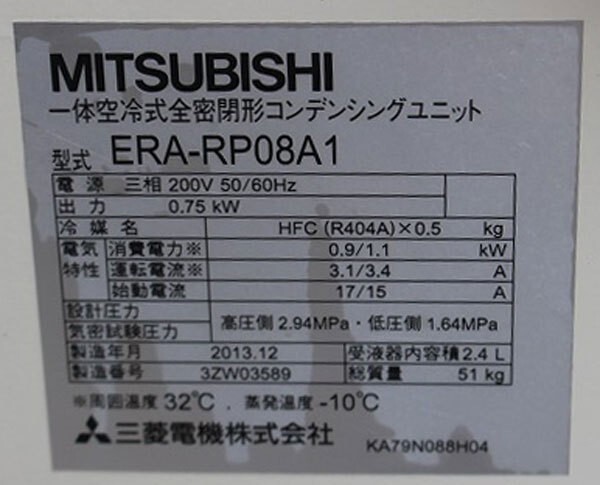 MITSUBISHI
一体空冷式全密閉形コンデンシングユニット
型式 ERA-RP08A1
電源 三相 200V 50/60Hz
出力 0.75 kW
冷媒名 HFC (R404A)×0.5 kg
電気特性 消費電力※ 0.9/1.1 kW
運転電流※ 3.1/3.4 A
始動電流 17/15 A
設計圧力
気密試験圧力 高圧側 2.94MPa・低圧側 1.64MPa
製造年月 2013.12 受液器内容積 2.4 L
製造番号 3ZW03589 総質量 51 kg
※周囲温度 32℃ . 蒸発温度 -10℃
三菱電機株式会社 KA79N088H04